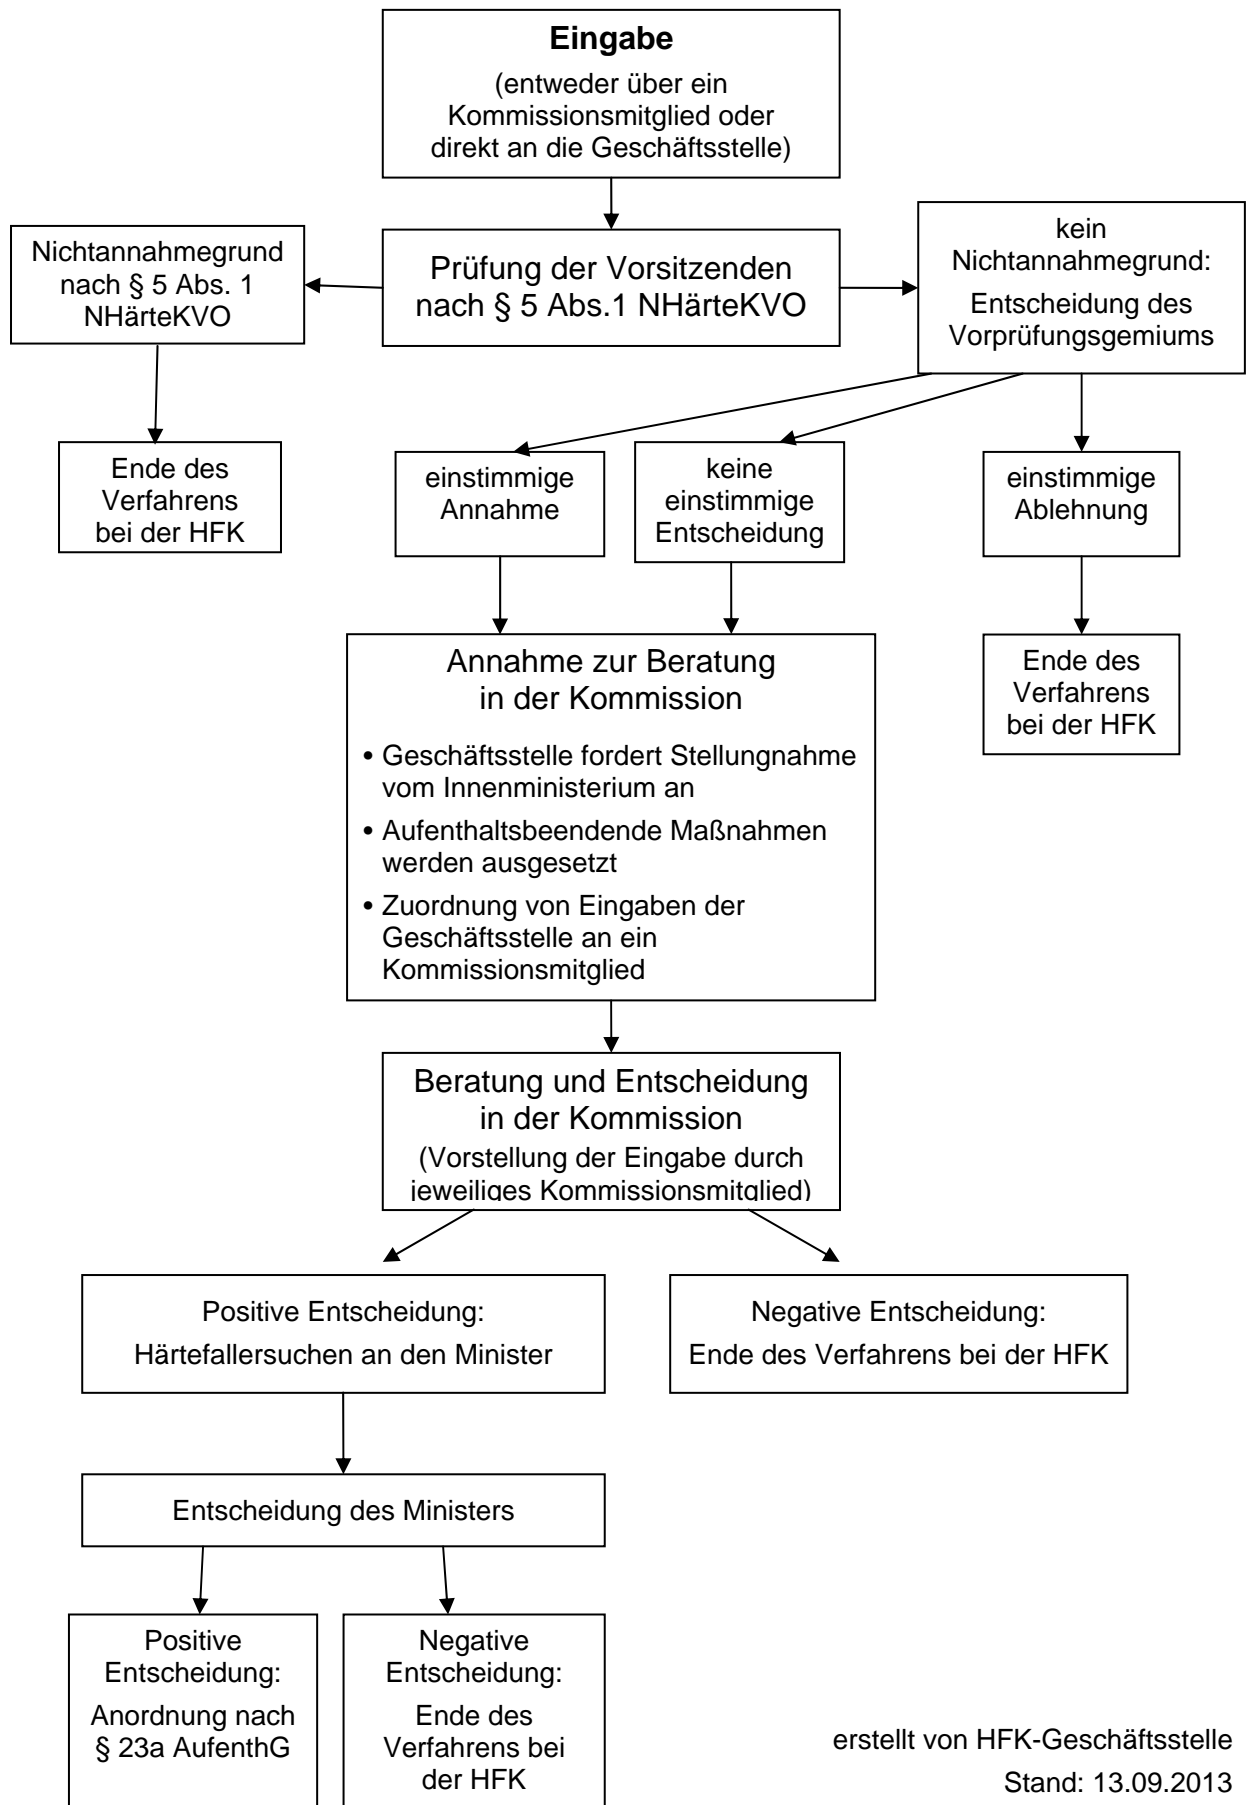 Eingabe
(entweder über ein
Kommissionsmitglied oder
direkt an die Geschäftsstelle)
Nichtannahmegrund
nach § 5 Abs. 1
NHärteKVO
Prüfung der Vorsitzenden
nach § 5 Abs.1 NHärteKVO
kein
Nichtannahmegrund:
Entscheidung des
Vorprüfungsgemiums
Ende des
Verfahrens
bei der HFK
einstimmige
Annahme
keine
einstimmige
Entscheidung
einstimmige
Ablehnung
Annahme zur Beratung
in der Kommission
• Geschäftsstelle fordert Stellungnahme
vom Innenministerium an
• Aufenthaltsbeendende Maßnahmen
werden ausgesetzt
• Zuordnung von Eingaben der
Geschäftsstelle an ein
Kommissionsmitglied
Ende des
Verfahrens
bei der HFK
Beratung und Entscheidung
in der Kommission
(Vorstellung der Eingabe durch
jeweiliges Kommissionsmitglied)
Positive Entscheidung:
Härtefallersuchen an den Minister
Negative Entscheidung:
Ende des Verfahrens bei der HFK
Entscheidung des Ministers
Positive
Entscheidung:
Anordnung nach
§ 23a AufenthG
Negative
Entscheidung:
Ende des
Verfahrens bei
der HFK
erstellt von HFK-Geschäftsstelle
Stand: 13.09.2013